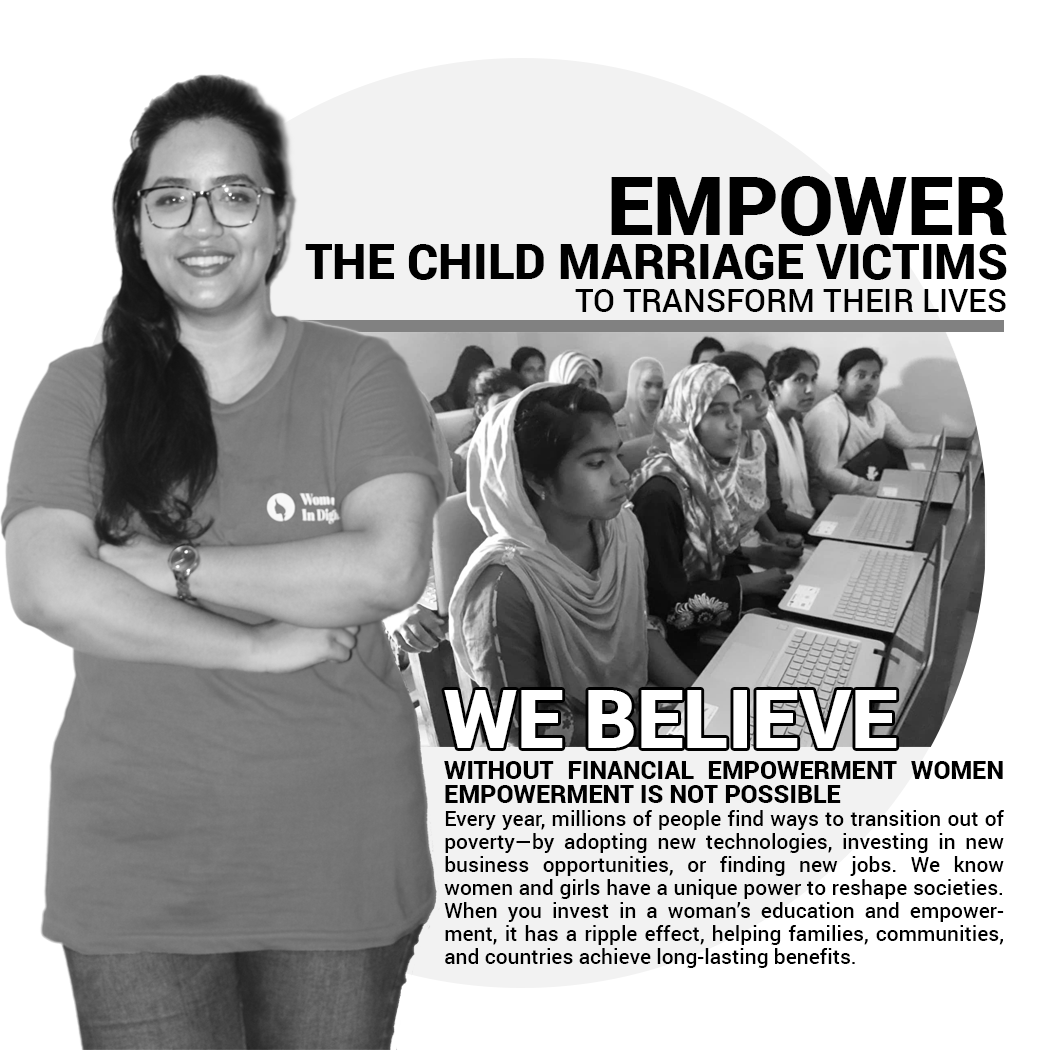 EMPOWER
THE CHILD MARRIAGE VICTIMS
TO TRANSFORM THEIR LIVES
In
WE BELIEVE
WITHOUT FINANCIAL EMPOWERMENT WOMEN
EMPOWERMENT IS NOT POSSIBLE
Every year, millions of people find ways to transition out of
poverty—by adopting new technologies, investing in new
business opportunities, or finding new jobs. We know
women and girls have a unique power to reshape societies.
When you invest in a woman's education and empower-
ment, it has a ripple effect, helping families, communities,
and countries achieve long-lasting benefits.